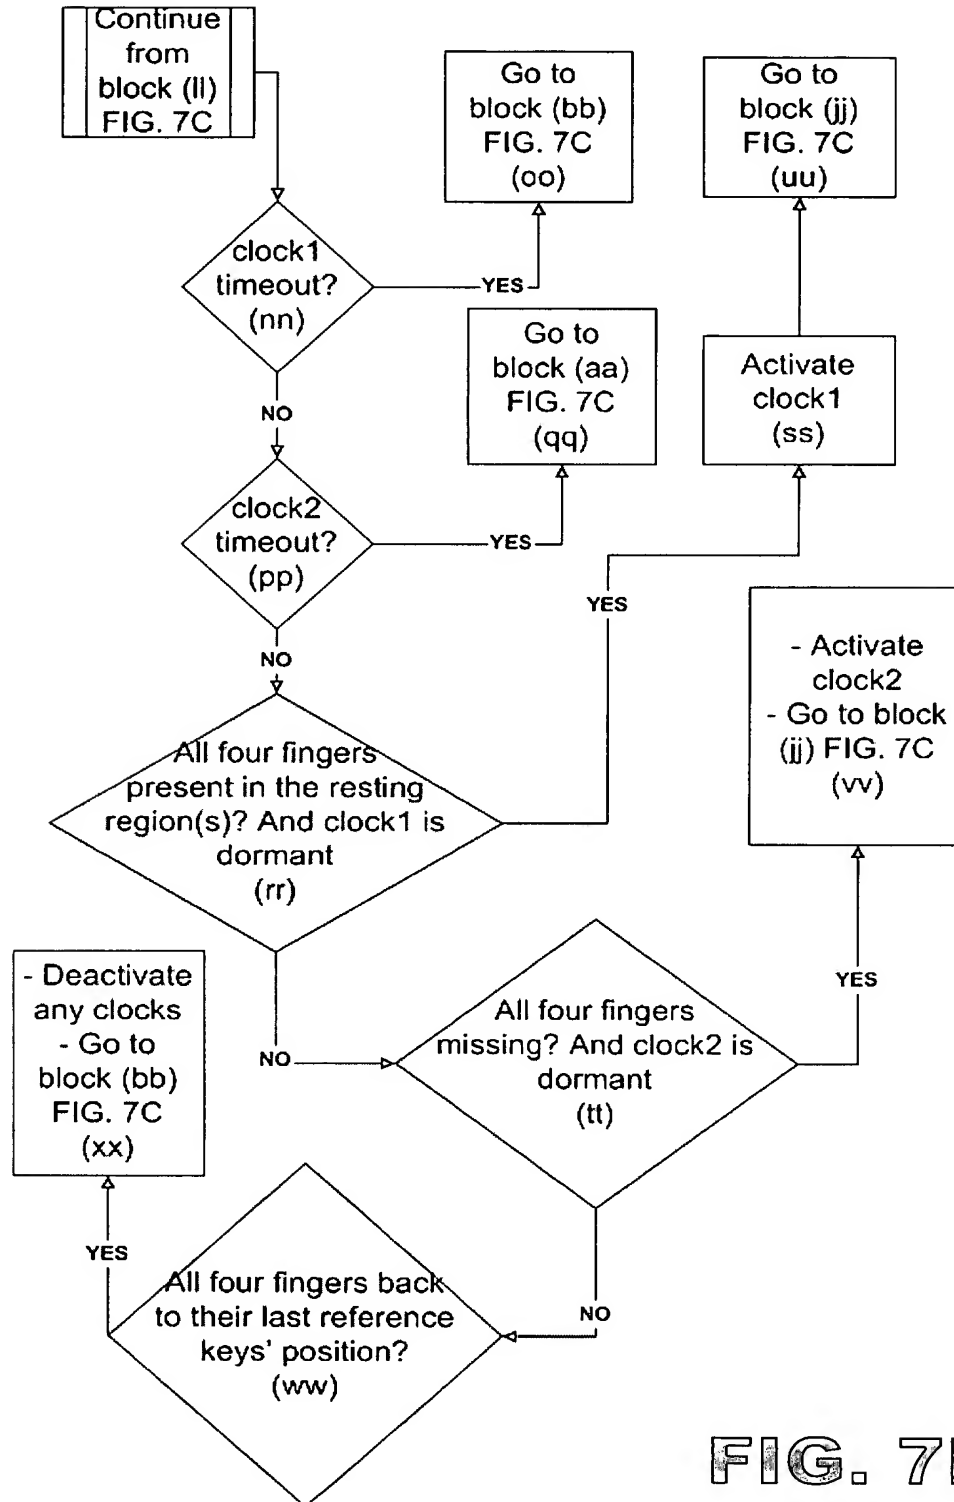 Continue
from
block (ll)
FIG. 7C
Go to
block (bb)
FIG. 7C
(oo)
Go to
block (jj)
FIG. 7C
(uu)
clock1
timeout?
(nn)
YES
NO
Go to
block (aa)
FIG. 7C
(qq)
Activate
clock1
(ss)
clock2
timeout?
(pp)
YES
NO
YES
All four fingers
present in the resting
region(s)? And clock1 is
dormant
(rr)
- Activate
clock2
- Go to block
(jj) FIG. 7C
(vv)
NO
All four fingers
missing? And clock2 is
dormant
(tt)
YES
- Deactivate
any clocks
- Go to
block (bb)
FIG. 7C
(xx)
NO
YES
All four fingers back
to their last reference
keys' position?
(ww)
FIG.